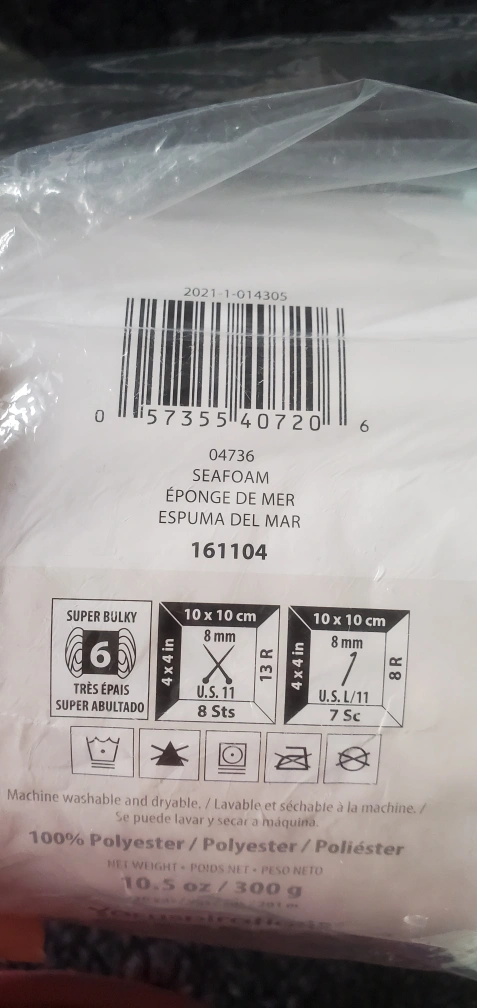 2021-1-014305
0 57355 40720 6
04736
SEAFOAM
ÉPONGE DE MER
ESPUMA DEL MAR
161104
SUPER BULKY
6
TRÈS ÉPAIS
SUPER ABULTADO
10 x 10 cm
4 x 4 in
8 mm
13 R
U.S. 11
8 Sts
10 x 10 cm
4 x 4 in
8 mm
8 R
U.S. L/11
7 Sc
Machine washable and dryable. / Lavable et séchable à la machine. /
Se puede lavar y secar a máquina.
100% Polyester / Polyester / Poliéster
NET WEIGHT • POIDS NET • PESO NETO
10.5 oz / 300 g
Yarnspirations